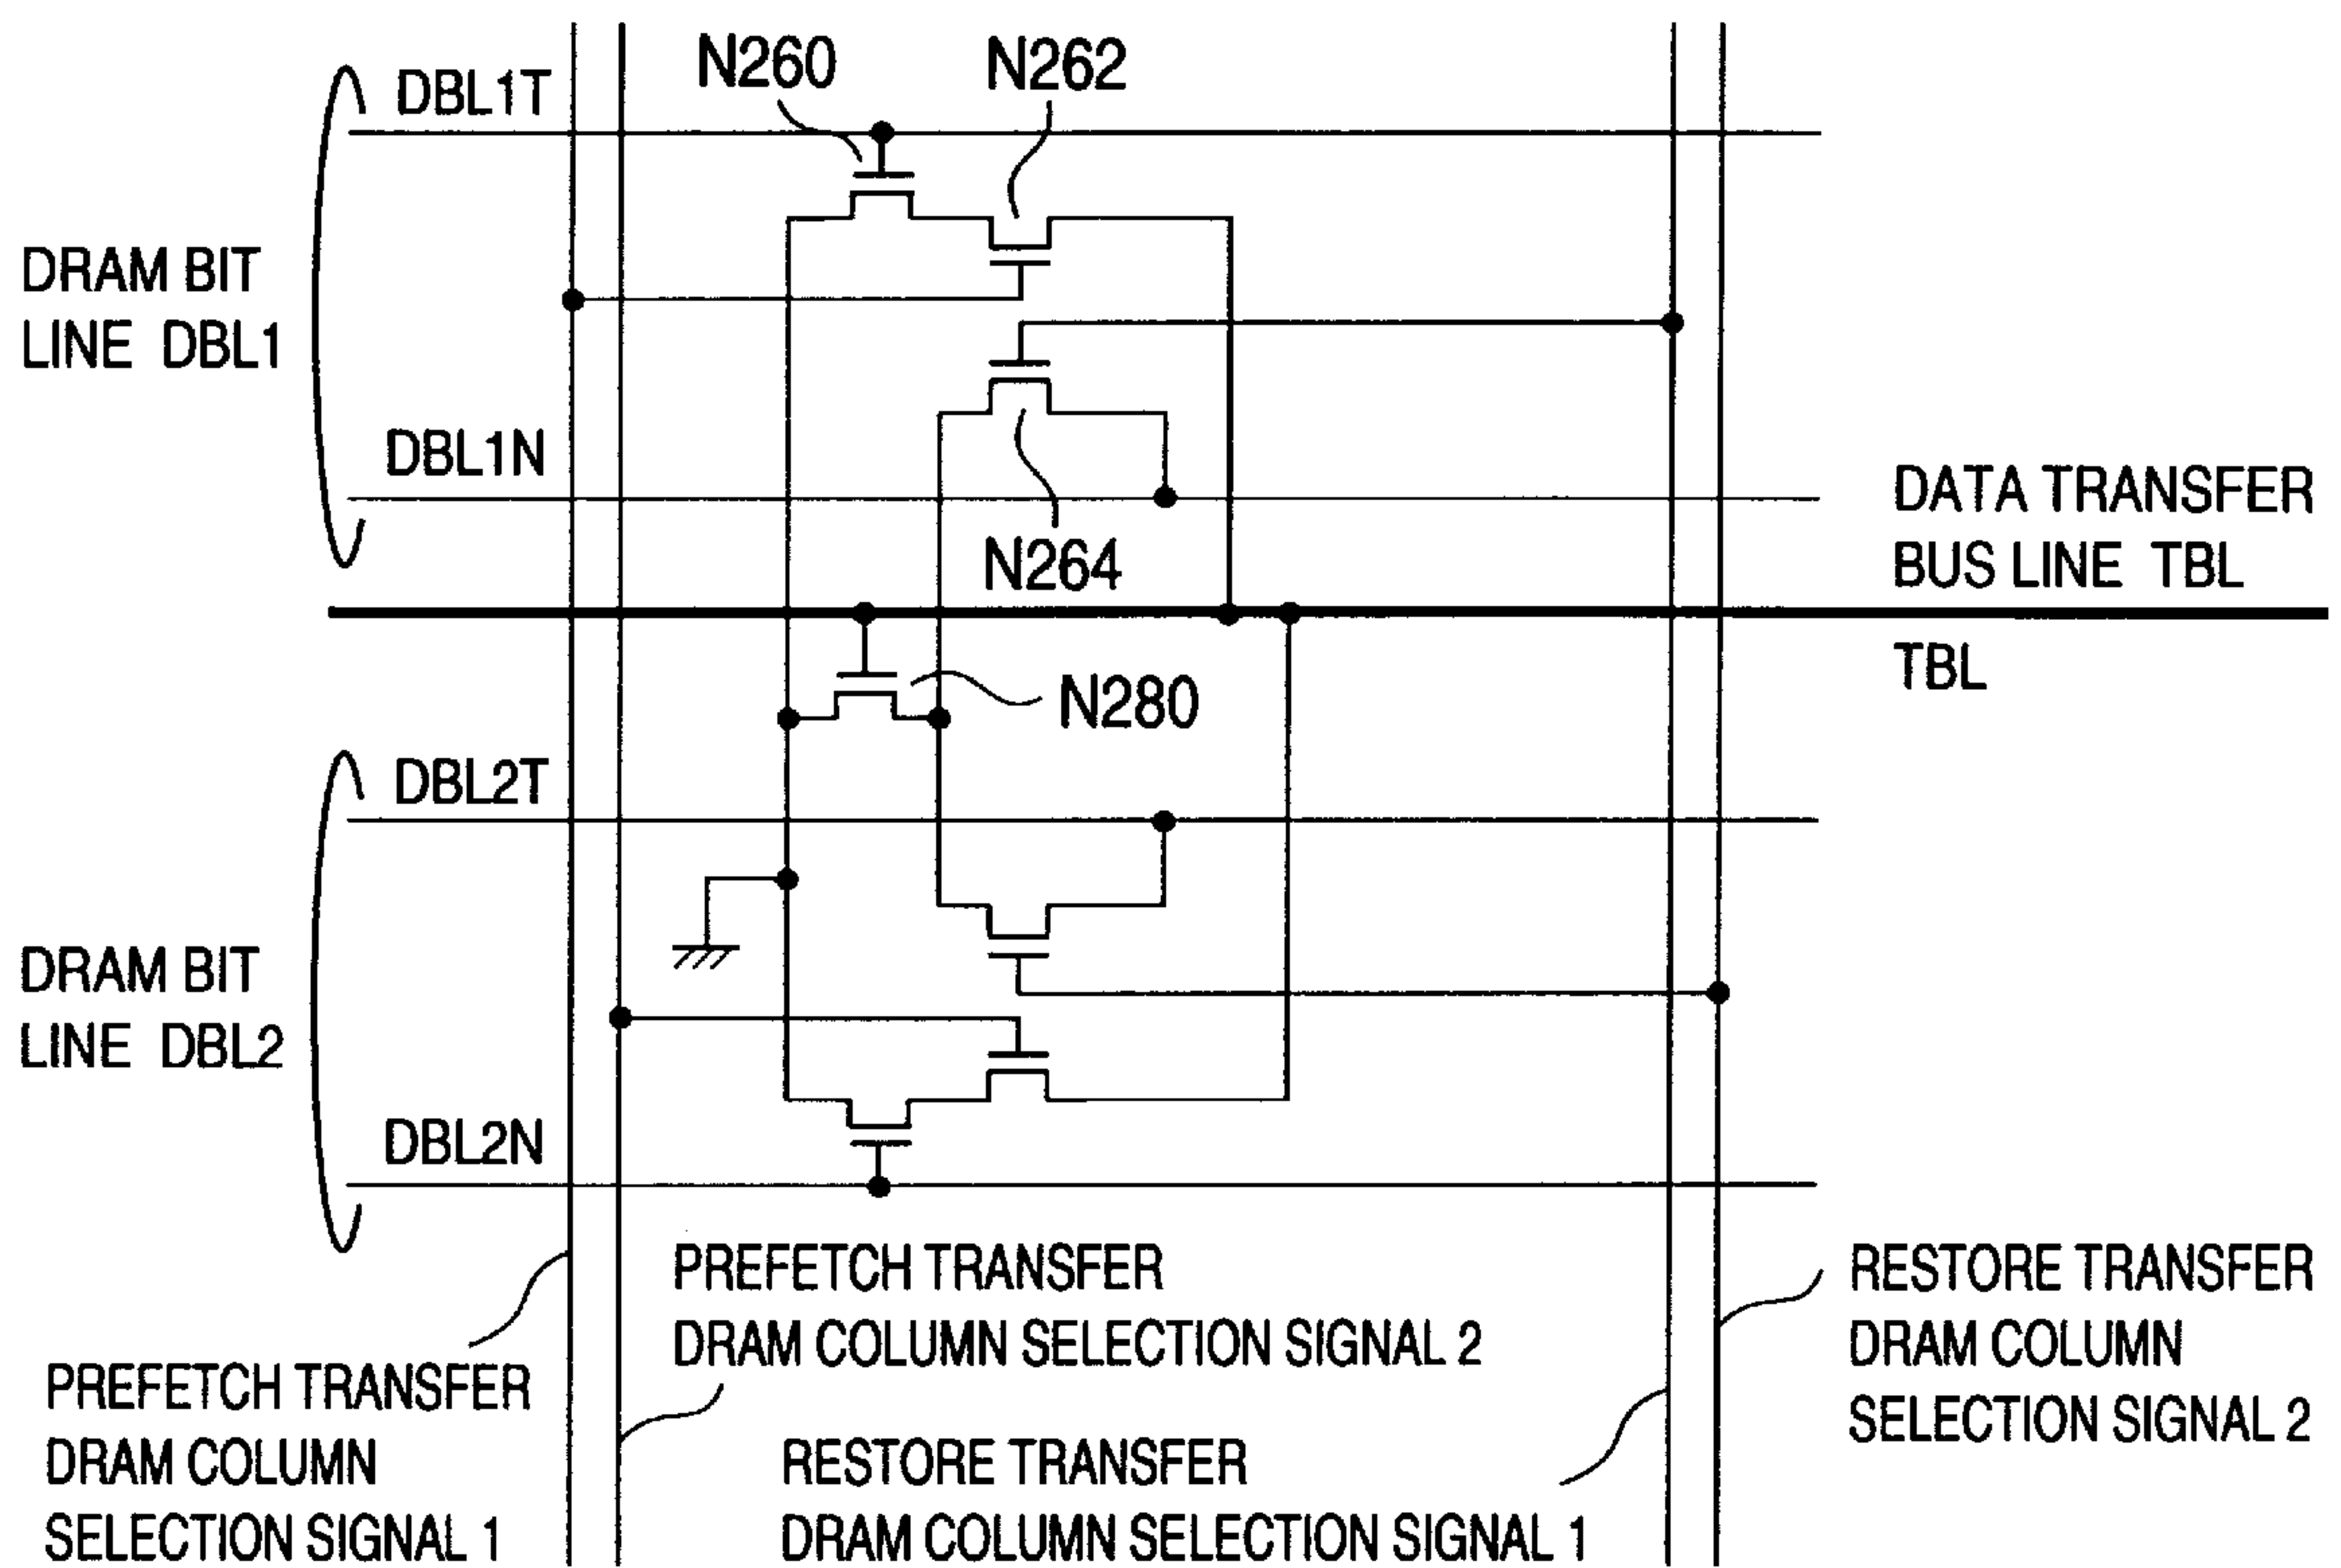 N260
N262
DBL1T
DRAM BIT
LINE DBL1
DBL1N
N264
DATA TRANSFER
BUS LINE TBL
TBL
N280
DBL2T
DRAM BIT
LINE DBL2
DBL2N
PREFETCH TRANSFER
DRAM COLUMN SELECTION SIGNAL 2
RESTORE TRANSFER
DRAM COLUMN
SELECTION SIGNAL 2
PREFETCH TRANSFER
DRAM COLUMN
SELECTION SIGNAL 1
RESTORE TRANSFER
DRAM COLUMN SELECTION SIGNAL 1